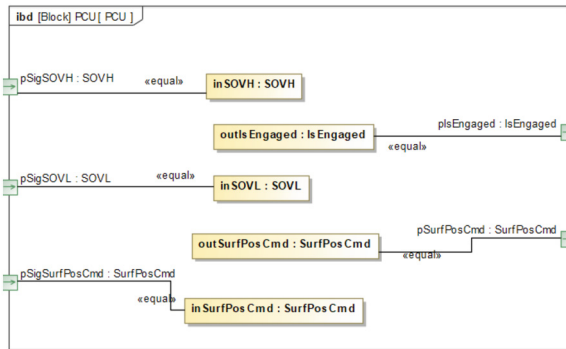 ibd [Block] PCU[ PCU ]
pSigSOVH : SOVH
«equal»
inSOVH : SOVH
outIsEngaged : IsEngaged
pIsEngaged : IsEngaged
«equal»
pSigSOVL : SOVL
«equal»
inSOVL : SOVL
outSurfPosCmd : SurfPosCmd
pSurfPosCmd : SurfPosCmd
«equal»
pSigSurfPosCmd : SurfPosCmd
«equal»
inSurfPosCmd : SurfPosCmd